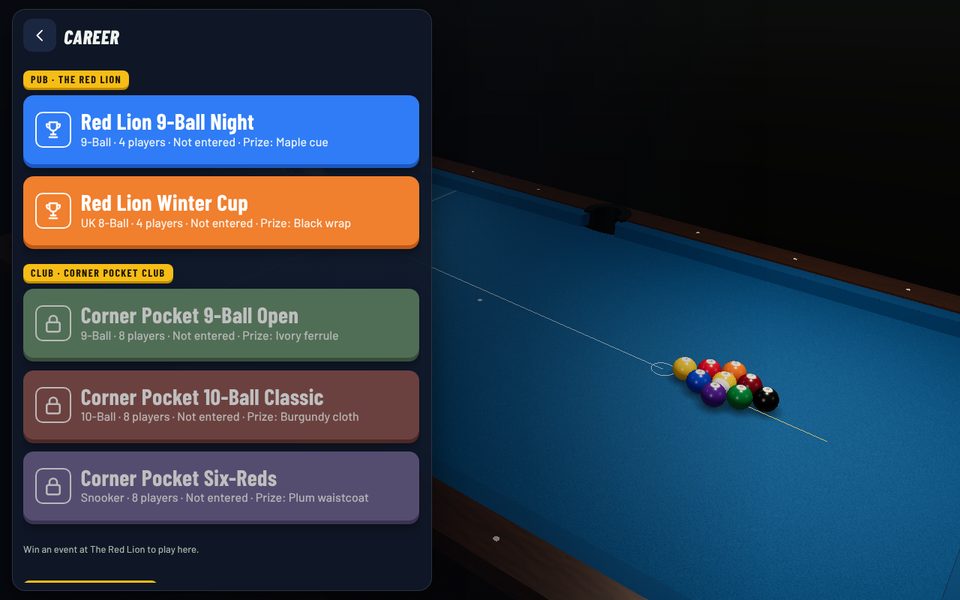 CAREER
PUB · THE RED LION
Red Lion 9-Ball Night
9-Ball · 4 players · Not entered · Prize: Maple cue
Red Lion Winter Cup
UK 8-Ball · 4 players · Not entered · Prize: Black wrap
CLUB · CORNER POCKET CLUB
Corner Pocket 9-Ball Open
9-Ball · 8 players · Not entered · Prize: Ivory ferrule
Corner Pocket 10-Ball Classic
10-Ball · 8 players · Not entered · Prize: Burgundy cloth
Corner Pocket Six-Reds
Snooker · 8 players · Not entered · Prize: Plum waistcoat
Win an event at The Red Lion to play here.